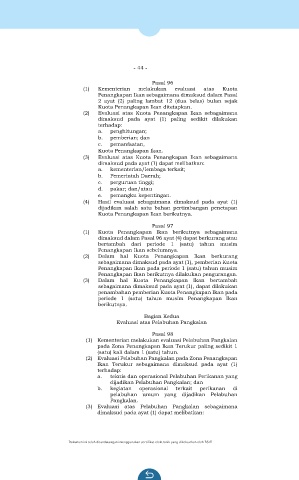 - 44 -
Pasal 96
(1) Kementerian melakukan evaluasi atas Kuota
Penangkapan Ikan sebagaimana dimaksud dalam Pasal
2 ayat (2) paling lambat 12 (dua belas) bulan sejak
Kuota Penangkapan Ikan ditetapkan.
(2) Evaluasi atas Kuota Penangkapan Ikan sebagaimana
dimaksud pada ayat (1) paling sedikit dilakukan
terhadap:
a. penghitungan;
b. pemberian; dan
c. pemanfaatan,
Kuota Penangkapan Ikan.
(3) Evaluasi atas Kuota Penangkapan Ikan sebagaimana
dimaksud pada ayat (1) dapat melibatkan:
a. kementerian/lembaga terkait;
b. Pemerintah Daerah;
c. perguruan tinggi;
d. pakar; dan/atau
e. pemangku kepentingan.
(4) Hasil evaluasi sebagaimana dimaksud pada ayat (1)
dijadikan salah satu bahan pertimbangan penetapan
Kuota Penangkapan Ikan berikutnya.
Pasal 97
(1) Kuota Penangkapan Ikan berikutnya sebagaimana
dimaksud dalam Pasal 96 ayat (4) dapat berkurang atau
bertambah dari periode 1 (satu) tahun musim
Penangkapan Ikan sebelumnya.
(2) Dalam hal Kuota Penangkapan Ikan berkurang
sebagaimana dimaksud pada ayat (1), pemberian Kuota
Penangkapan Ikan pada periode 1 (satu) tahun musim
Penangkapan Ikan berikutnya dilakukan pengurangan.
(3) Dalam hal Kuota Penangkapan Ikan bertambah
sebagaimana dimaksud pada ayat (1), dapat dilakukan
penambahan pemberian Kuota Penangkapan Ikan pada
periode 1 (satu) tahun musim Penangkapan Ikan
berikutnya.
Bagian Kedua
Evaluasi atas Pelabuhan Pangkalan
Pasal 98
(1) Kementerian melakukan evaluasi Pelabuhan Pangkalan
pada Zona Penangkapan Ikan Terukur paling sedikit 1
(satu) kali dalam 1 (satu) tahun.
(2) Evaluasi Pelabuhan Pangkalan pada Zona Penangkapan
Ikan Terukur sebagaimana dimaksud pada ayat (1)
terhadap:
a. teknis dan operasional Pelabuhan Perikanan yang
dijadikan Pelabuhan Pangkalan; dan
b. kegiatan operasional terkait perikanan di
pelabuhan umum yang dijadikan Pelabuhan
Pangkalan.
(3) Evaluasi atas Pelabuhan Pangkalan sebagaimana
dimaksud pada ayat (1) dapat melibatkan: